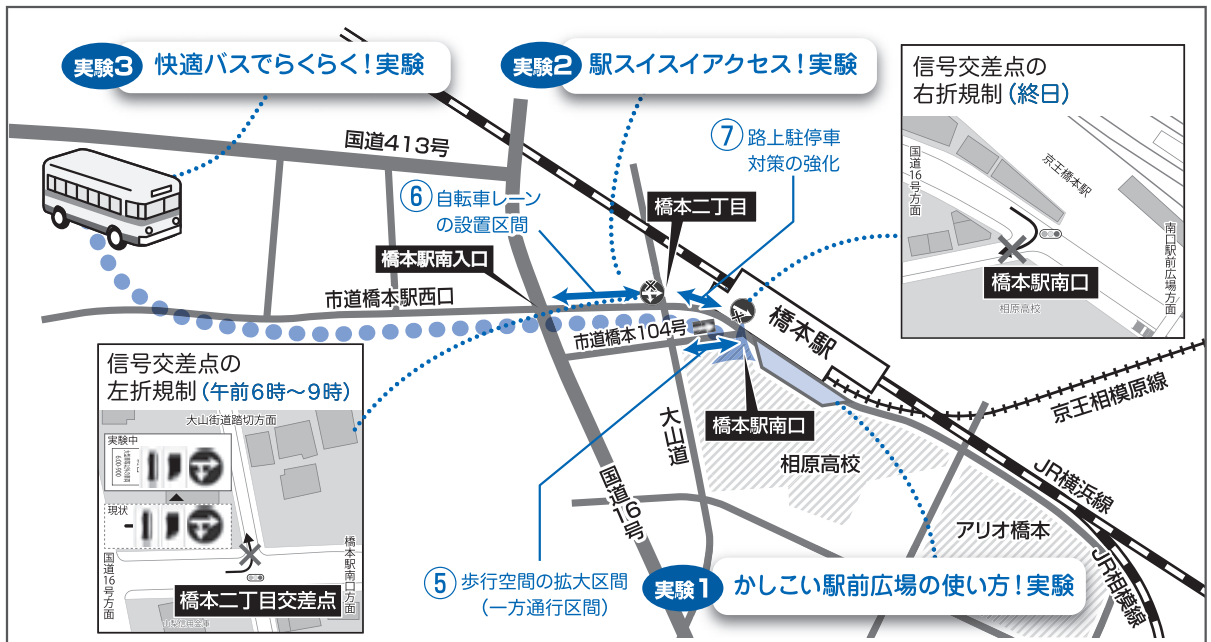 実験3 快適バスでらくらく！実験
実験2 駅スイスイアクセス！実験
信号交差点の
右折規制（終日）
国道16号方面
京王橋本駅
南口駅前広場方面
橋本駅南口
相原高校
国道413号
⑦ 路上駐停車
対策の強化
⑥ 自転車レーン
の設置区間
橋本二丁目
橋本駅南入口
市道橋本駅西口
市道橋本104号
橋本駅
京王相模原線
橋本駅南口
大山道
相原高校
国道16号
JR横浜線
アリオ橋本
JR相模線
信号交差点の
左折規制（午前6時～9時）
大山街道踏切方面
実験中
現状
国道16号方面
橋本駅南口方面
橋本二丁目交差点
⑤ 歩行空間の拡大区間
（一方通行区間）
実験1 かしこい駅前広場の使い方！実験